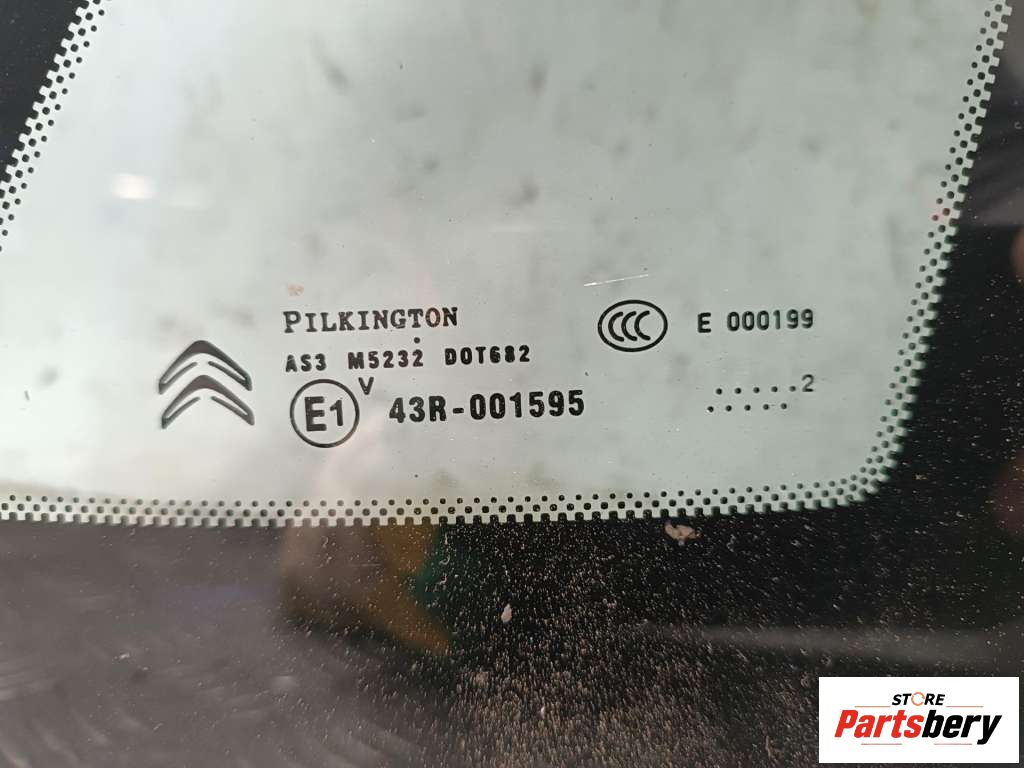 PILKINGTON
AS3 M5232 DOT682
E1 V 43R-001595
CCC E 000199
.....2
.....
STORE
Partsbery